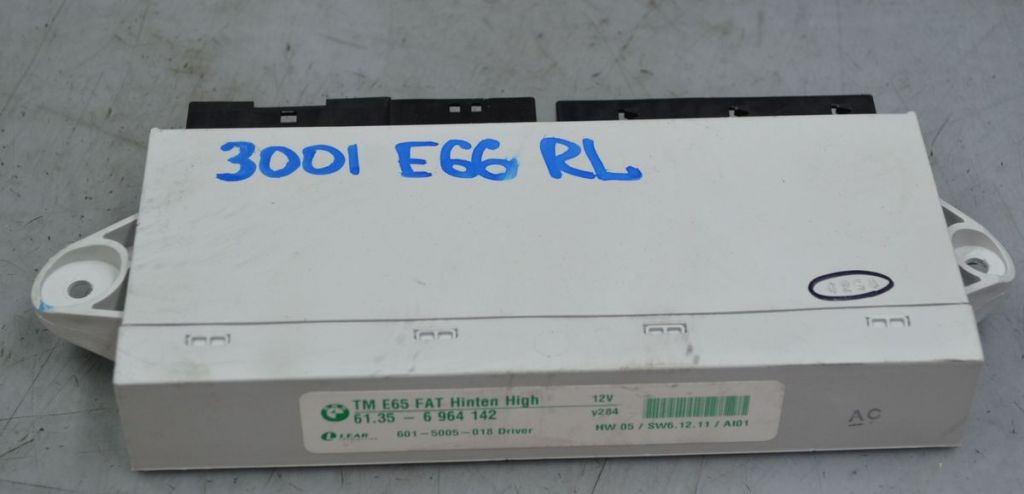 3001 E66 RL
TM E65 FAT Hinten High 12V
61.35 - 6 964 142 y284
LEAR 601-5005-018 Driver HW 05 / SW6.12.11 / AI01
AC